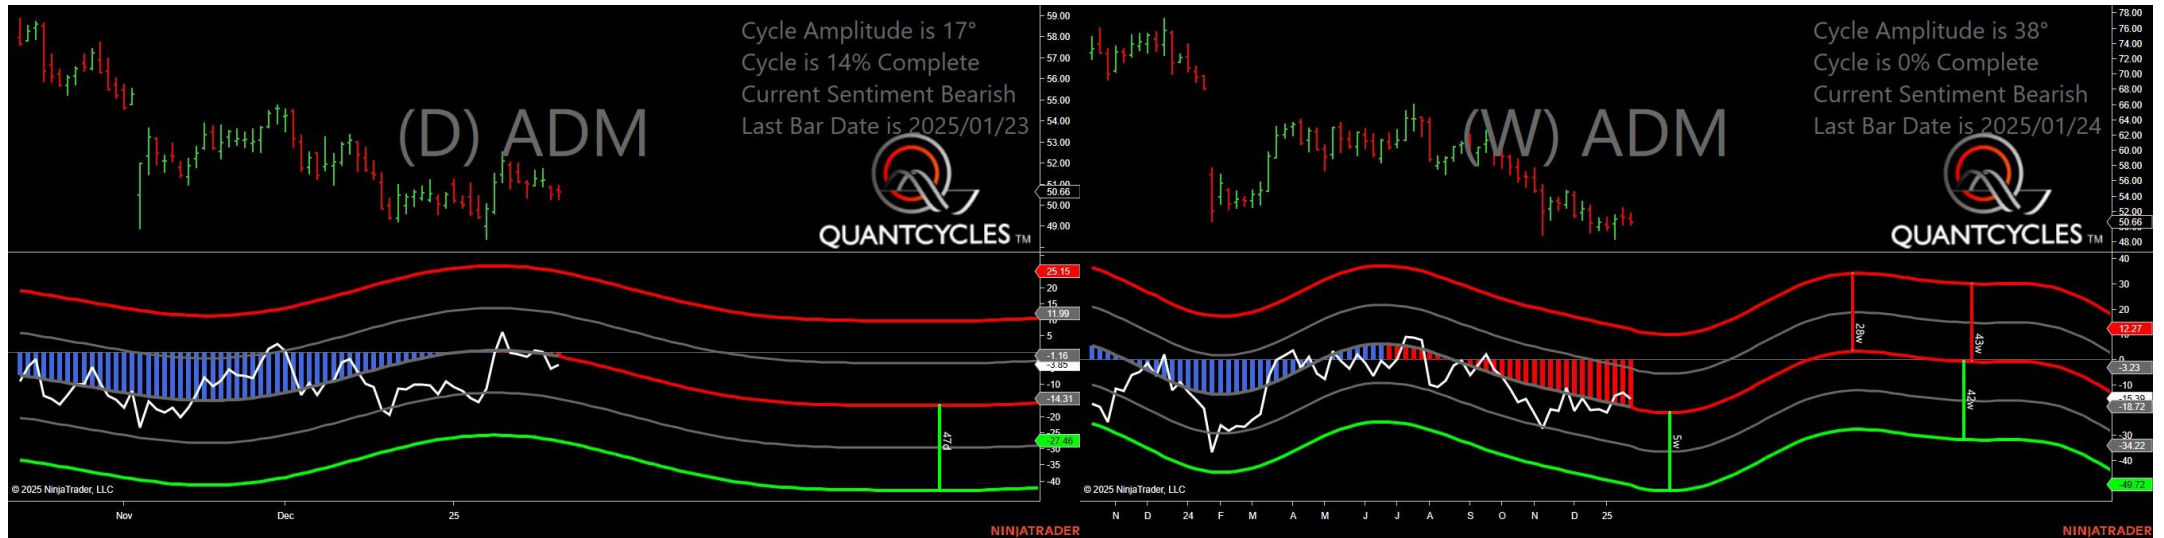 Cycle Amplitude is 17°
Cycle is 14% Complete
Current Sentiment Bearish
Last Bar Date is 2025/01/23
(D) ADM
QUANTCYCLES TM
59.00
58.00
57.00
56.00
55.00
54.00
53.00
52.00
51.00
50.66
50.00
49.00
25.15
20
15
11.99
10
5
-1.16
-3.85
-10
-14.31
-20
-25
-27.46
-30
-35
-40
47d
© 2025 NinjaTrader, LLC
Nov
Dec
25
NINJATRADER
Cycle Amplitude is 38°
Cycle is 0% Complete
Current Sentiment Bearish
Last Bar Date is 2025/01/24
(W) ADM
QUANTCYCLES TM
78.00
76.00
74.00
72.00
70.00
68.00
66.00
64.00
62.00
60.00
58.00
56.00
54.00
52.00
50.66
48.00
40
30
20
12.27
0
-3.23
-10
-15.39
-18.72
-30
-34.22
-40
-49.72
28w
43w
42w
5w
© 2025 NinjaTrader, LLC
N D 24 F M A M J J A S O N D 25
NINJATRADER